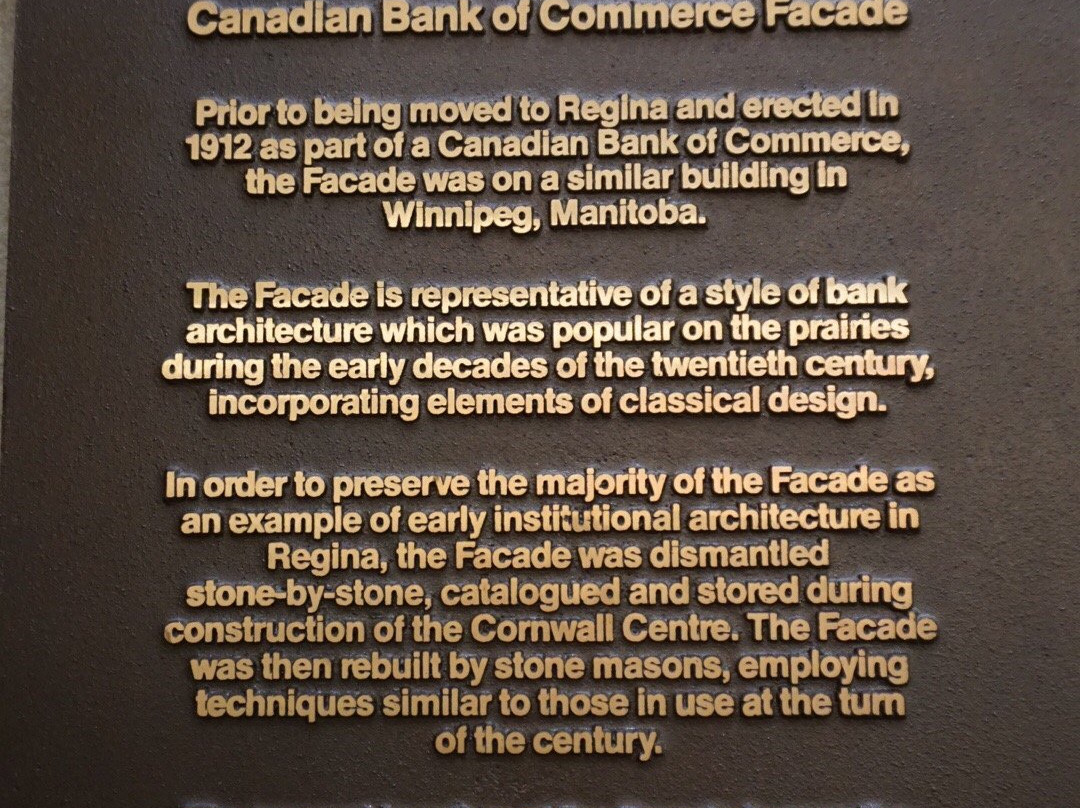 Canadian Bank of Commerce Facade
Prior to being moved to Regina and erected in
1912 as part of a Canadian Bank of Commerce,
the Facade was on a similar building in
Winnipeg, Manitoba.
The Facade is representative of a style of bank
architecture which was popular on the prairies
during the early decades of the twentieth century,
incorporating elements of classical design.
In order to preserve the majority of the Facade as
an example of early institutional architecture in
Regina, the Facade was dismantled
stone-by-stone, catalogued and stored during
construction of the Cornwall Centre. The Facade
was then rebuilt by stone masons, employing
techniques similar to those in use at the turn
of the century.